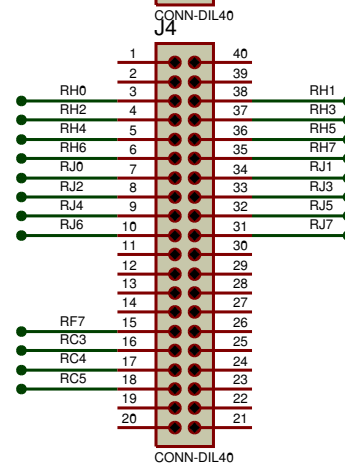 CONN-DIL40
J4
1 40
2 39
RH0 3 38 RH1
RH2 4 37 RH3
RH4 5 36 RH5
RH6 6 35 RH7
RJ0 7 34 RJ1
RJ2 8 33 RJ3
RJ4 9 32 RJ5
RJ6 10 31 RJ7
11 30
12 29
13 28
14 27
RF7 15 26
RC3 16 25
RC4 17 24
RC5 18 23
19 22
20 21
CONN-DIL40